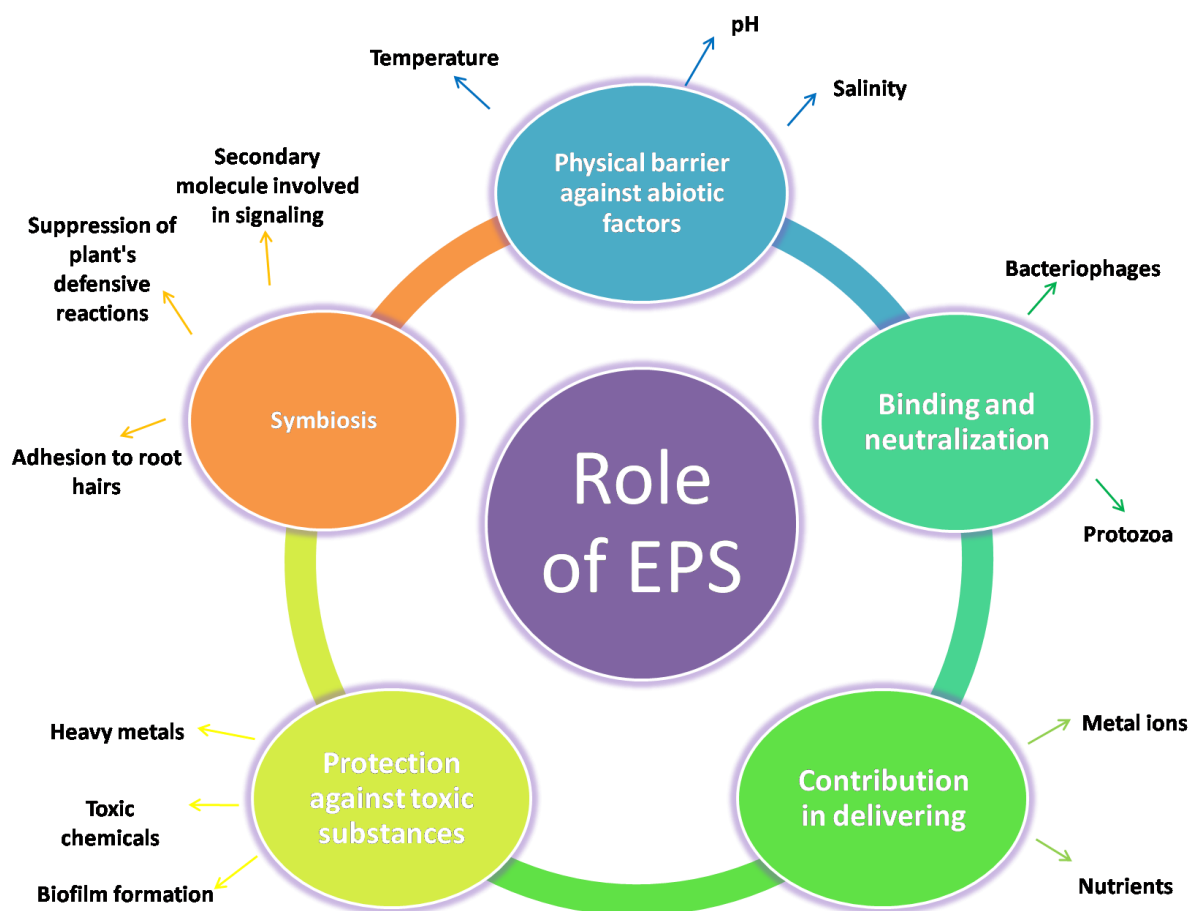 pH
Temperature
Salinity
Physical barrier
against abiotic
factors
Secondary
molecule involved
in signaling
Suppression of
plant's
defensive
reactions
Symbiosis
Adhesion to root
hairs
Bacteriophages
Binding and
neutralization
Protozoa
Role
of EPS
Heavy metals
Toxic
chemicals
Biofilm formation
Protection
against toxic
substances
Contribution
in delivering
Metal ions
Nutrients